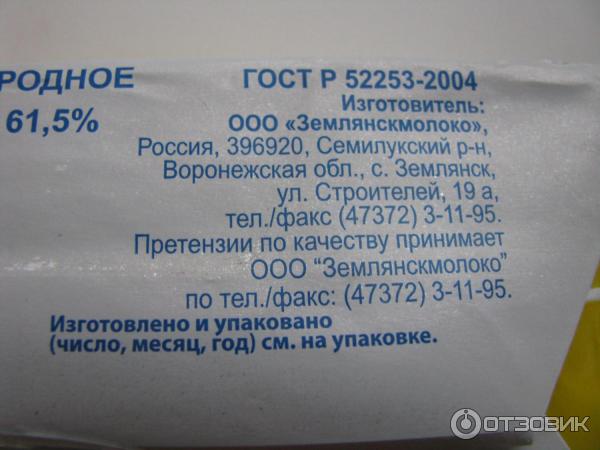 РОДНОЕ ГОСТ Р 52253-2004
61,5%
Изготовитель:
ООО «Землянскмолоко»,
Россия, 396920, Семилукский р-н,
Воронежская обл., с. Землянск,
ул. Строителей, 19 а,
тел./факс (47372) 3-11-95.
Претензии по качеству принимает
ООО "Землянскмолоко"
по тел./факс: (47372) 3-11-95.
Изготовлено и упаковано
(число, месяц, год) см. на упаковке.
ОТЗОВИК